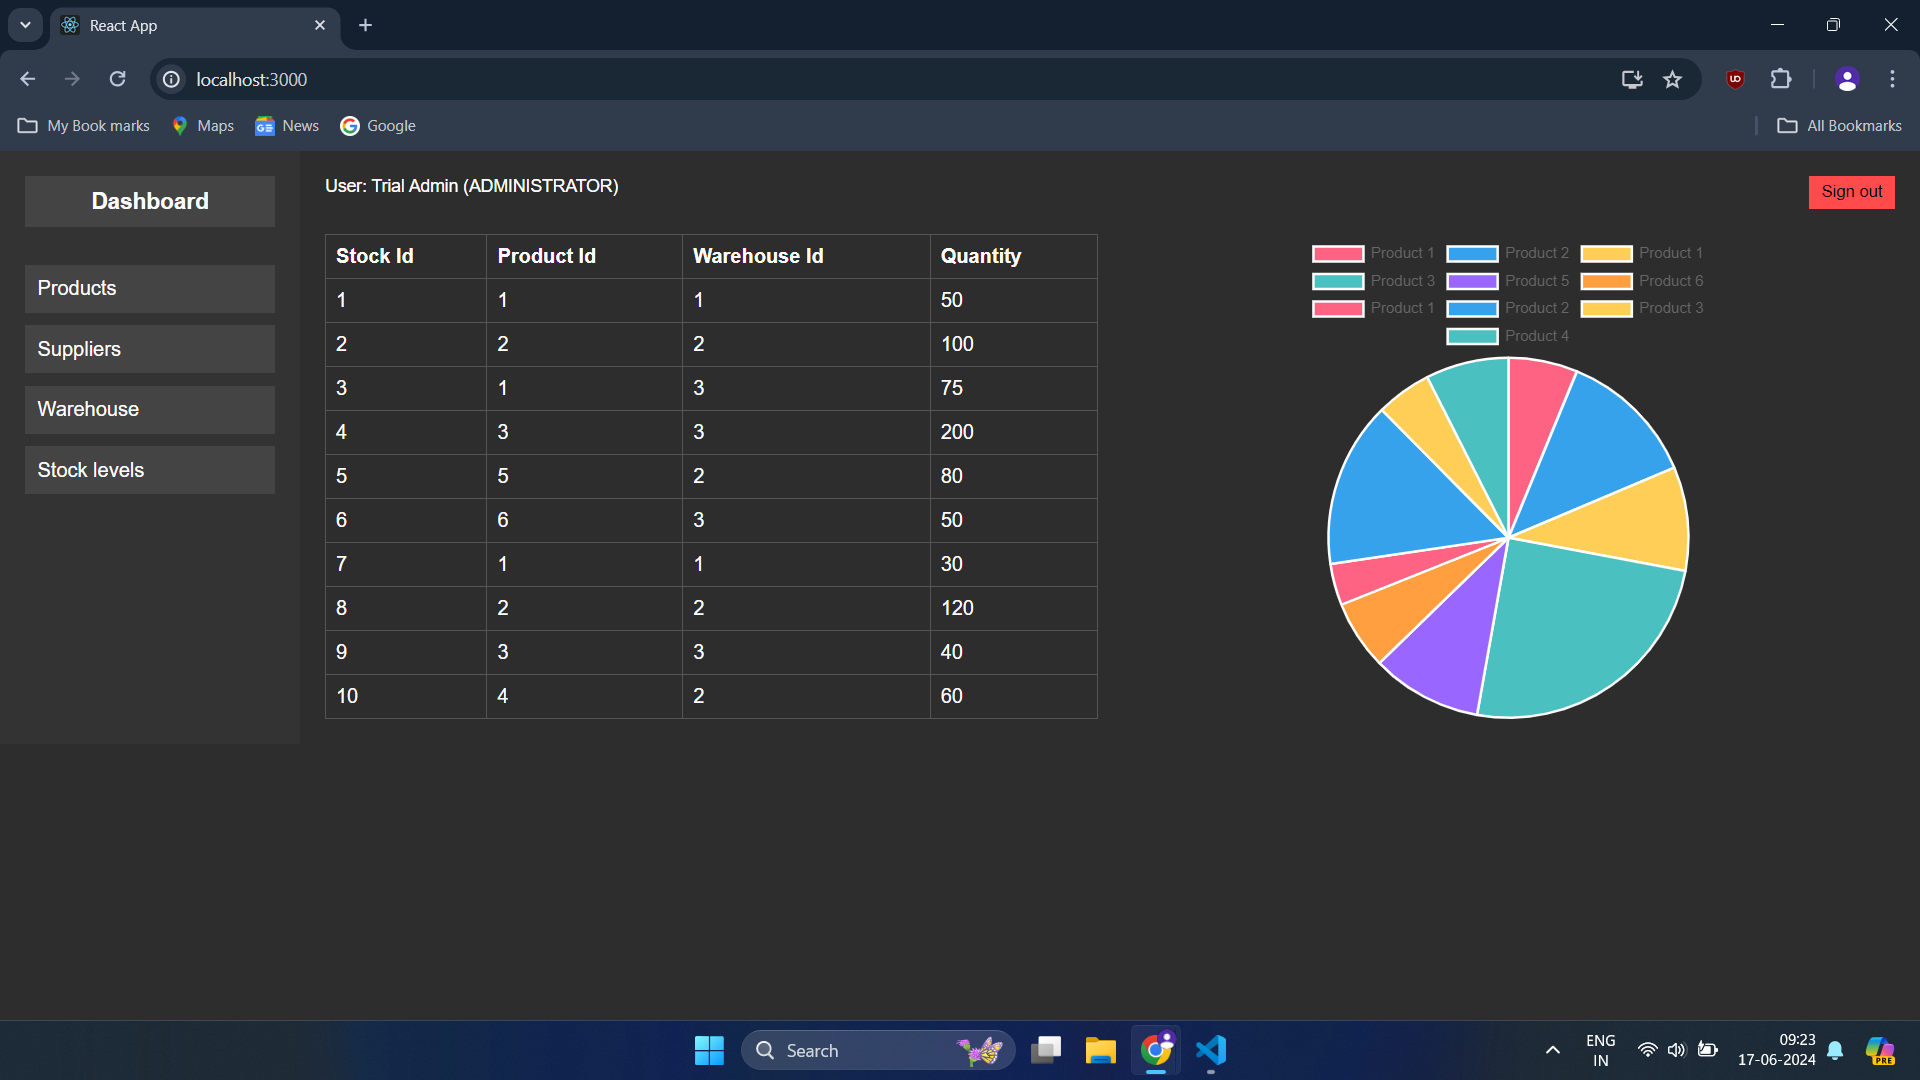 React App
localhost:3000
My Book marks Maps News Google All Bookmarks
Dashboard
Products
Suppliers
Warehouse
Stock levels
User: Trial Admin (ADMINISTRATOR)
Sign out
Stock Id Product Id Warehouse Id Quantity
1 1 1 50
2 2 2 100
3 1 3 75
4 3 3 200
5 5 2 80
6 6 3 50
7 1 1 30
8 2 2 120
9 3 3 40
10 4 2 60
Product 1 Product 2 Product 1
Product 3 Product 5 Product 6
Product 1 Product 2 Product 3
Product 4
Search
ENG
IN
09:23
17-06-2024
PRE